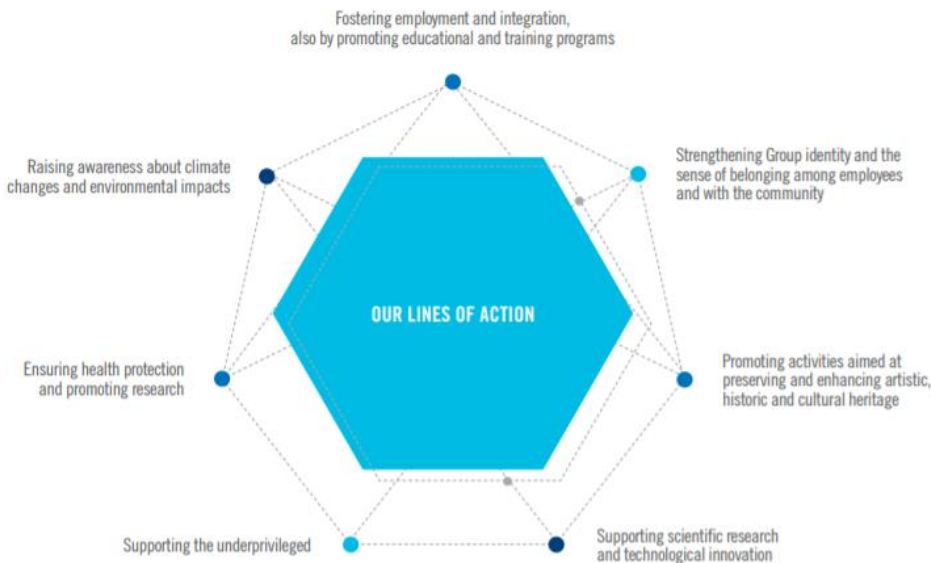 Fostering employment and integration,
also by promoting educational and training programs
Raising awareness about climate
changes and environmental impacts
Strengthening Group identity and the
sense of belonging among employees
and with the community
OUR LINES OF ACTION
Ensuring health protection
and promoting research
Promoting activities aimed at
preserving and enhancing artistic,
historic and cultural heritage
Supporting the underprivileged
Supporting scientific research
and technological innovation